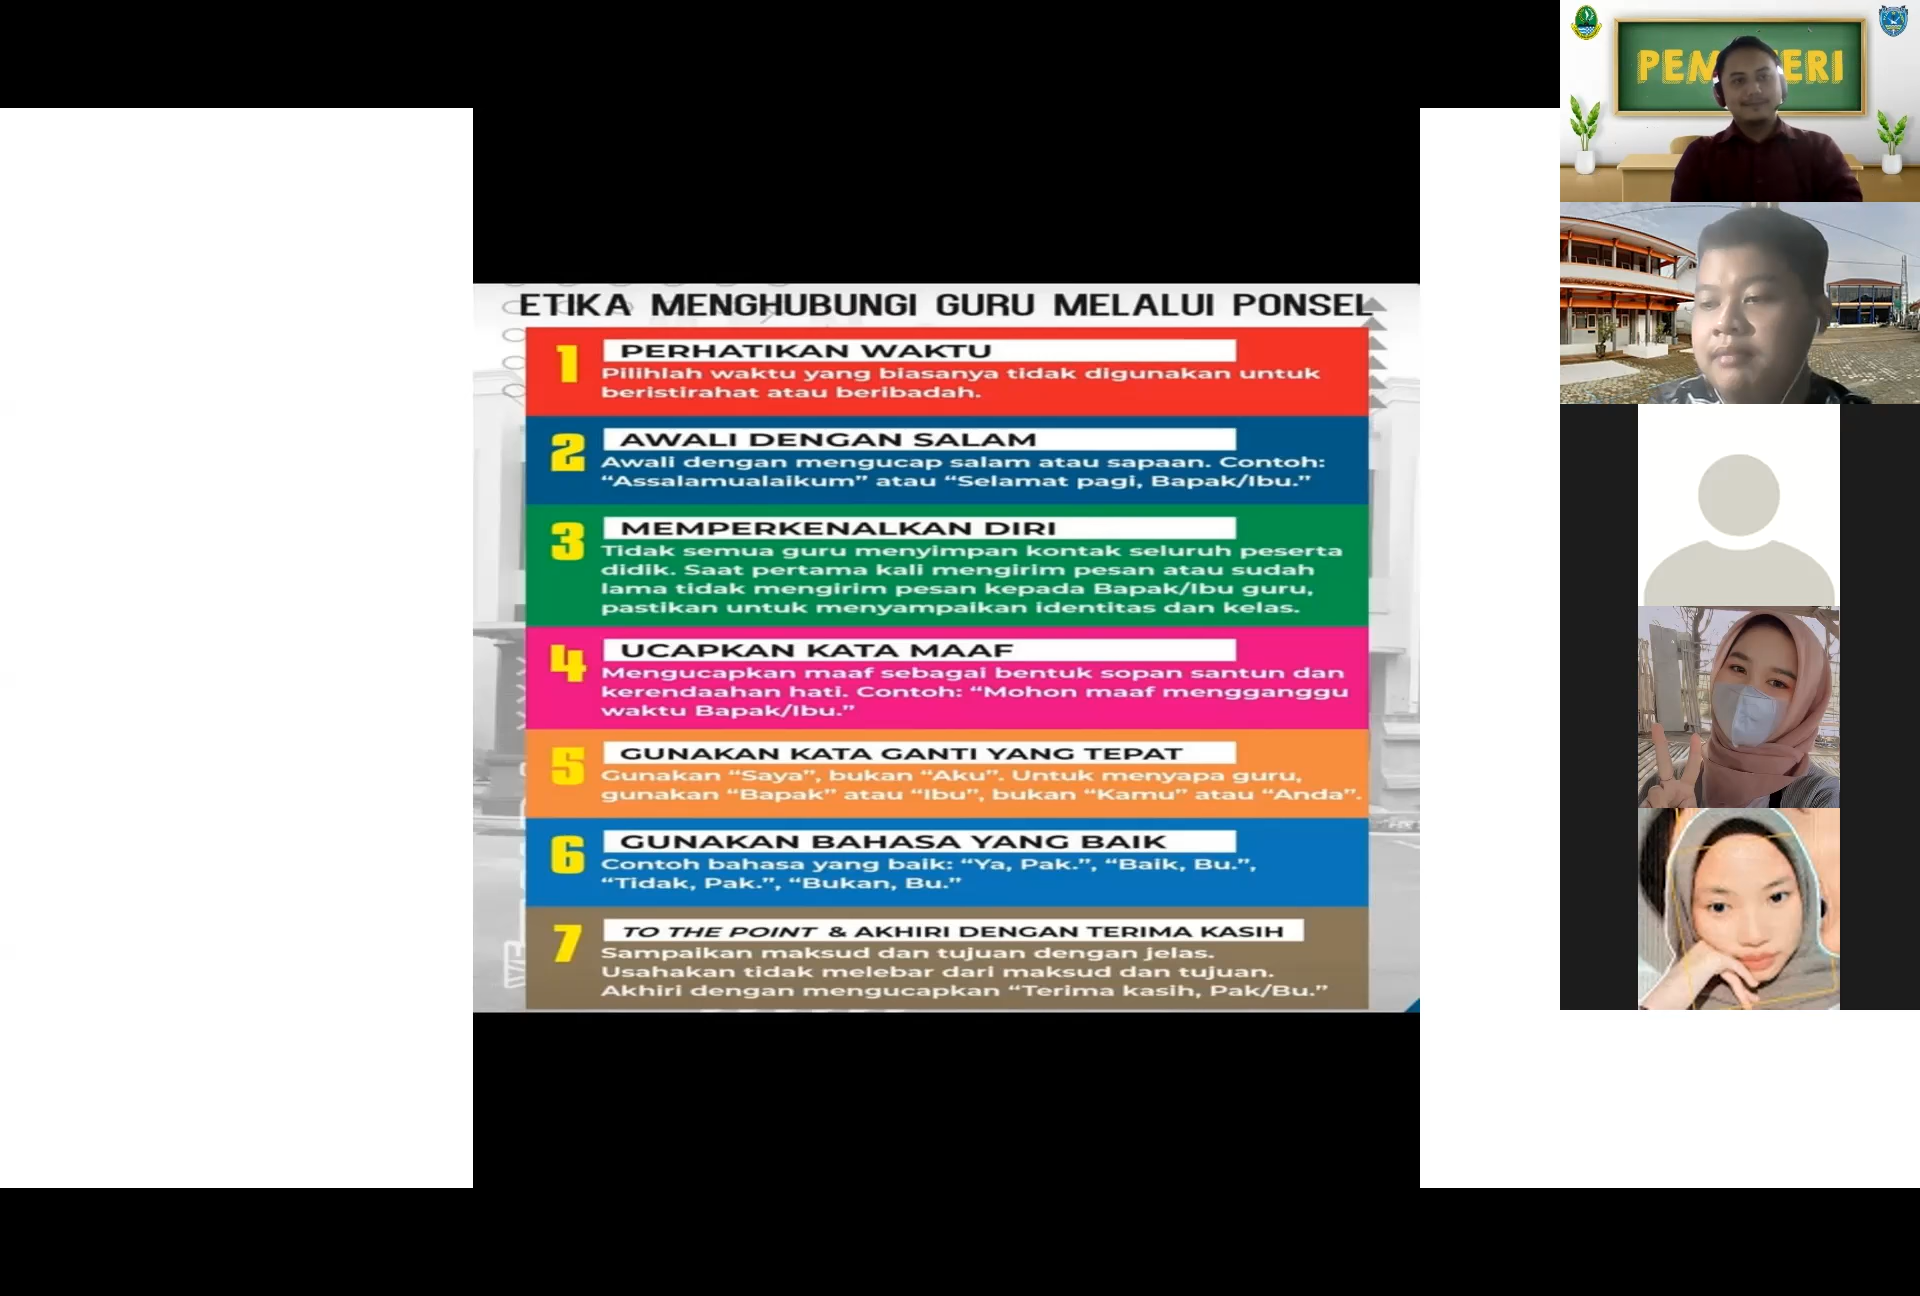 ETIKA MENGHUBUNGI GURU MELALUI PONSEL
1 PERHATIKAN WAKTU
Pilihlah waktu yang biasanya tidak digunakan untuk
beristirahat atau beribadah.
2 AWALI DENGAN SALAM
Awali dengan mengucap salam atau sapaan. Contoh:
“Assalamualaikum” atau “Selamat pagi, Bapak/Ibu.”
3 MEMPERKENALKAN DIRI
Tidak semua guru menyimpan kontak seluruh peserta
didik. Saat pertama kali mengirim pesan atau sudah
lama tidak mengirim pesan kepada Bapak/Ibu guru,
pastikan untuk menyampaikan identitas dan kelas.
4 UCAPKAN KATA MAAF
Mengucapkan maaf sebagai bentuk sopan santun dan
kerendaahan hati. Contoh: “Mohon maaf mengganggu
waktu Bapak/Ibu.”
5 GUNAKAN KATA GANTI YANG TEPAT
Gunakan “Saya”, bukan “Aku”. Untuk menyapa guru,
gunakan “Bapak” atau “Ibu”, bukan “Kamu” atau “Anda”.
6 GUNAKAN BAHASA YANG BAIK
Contoh bahasa yang baik: “Ya, Pak.”, “Baik, Bu.”,
“Tidak, Pak.”, “Bukan, Bu.”
7 TO THE POINT & AKHIRI DENGAN TERIMA KASIH
Sampaikan maksud dan tujuan dengan jelas.
Usahakan tidak melebar dari maksud dan tujuan.
Akhiri dengan mengucapkan “Terima kasih, Pak/Bu.”